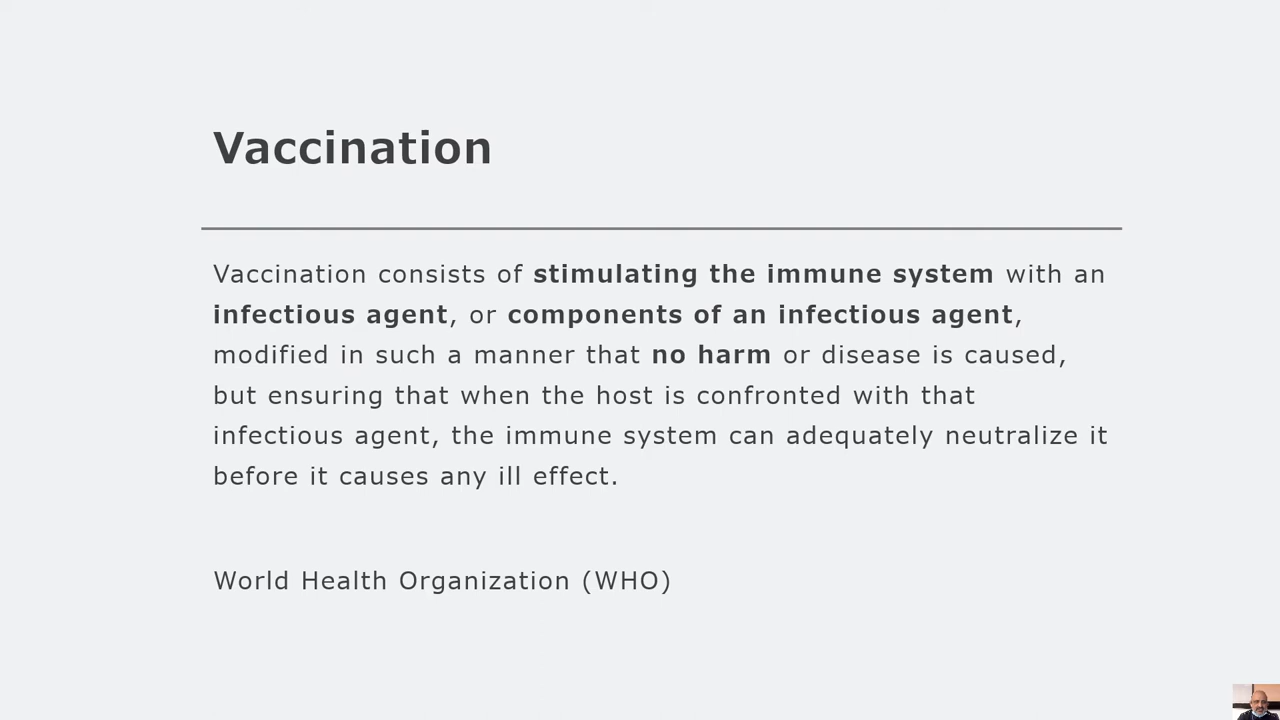 Vaccination
Vaccination consists of stimulating the immune system with an
infectious agent, or components of an infectious agent,
modified in such a manner that no harm or disease is caused,
but ensuring that when the host is confronted with that
infectious agent, the immune system can adequately neutralize it
before it causes any ill effect.
World Health Organization (WHO)